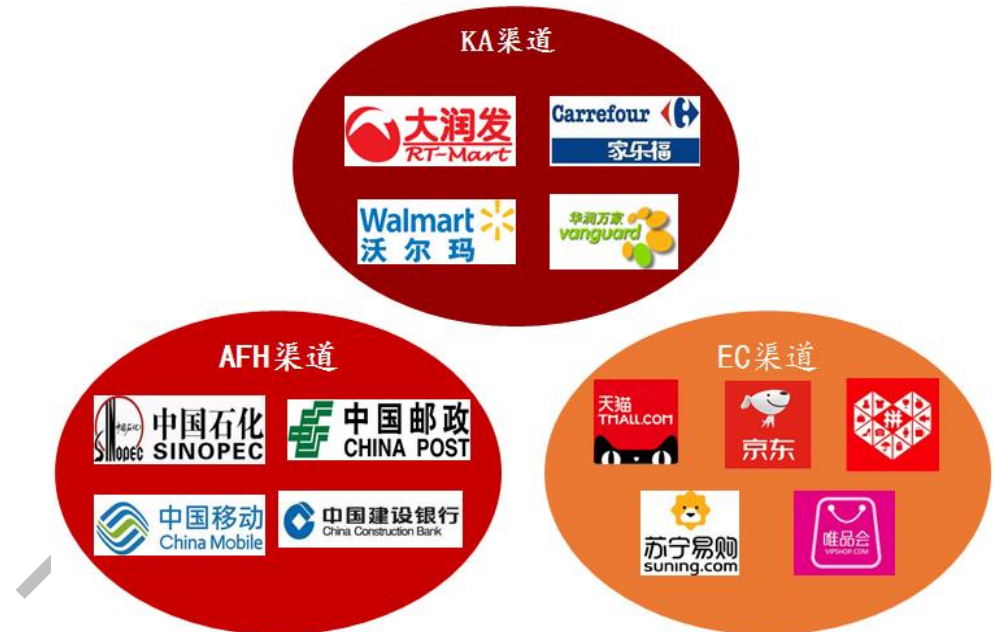 KA渠道
大润发
RT-Mart
Carrefour
家乐福
Walmart
沃尔玛
华润万家
vanguard
AFH渠道
中国石化
SINOPEC
中国邮政
CHINA POST
中国移动
China Mobile
中国建设银行
China Construction Bank
EC渠道
天猫
TMALL.COM
京东
拼
苏宁易购
suning.com
唯品会
VIPSHOP.COM